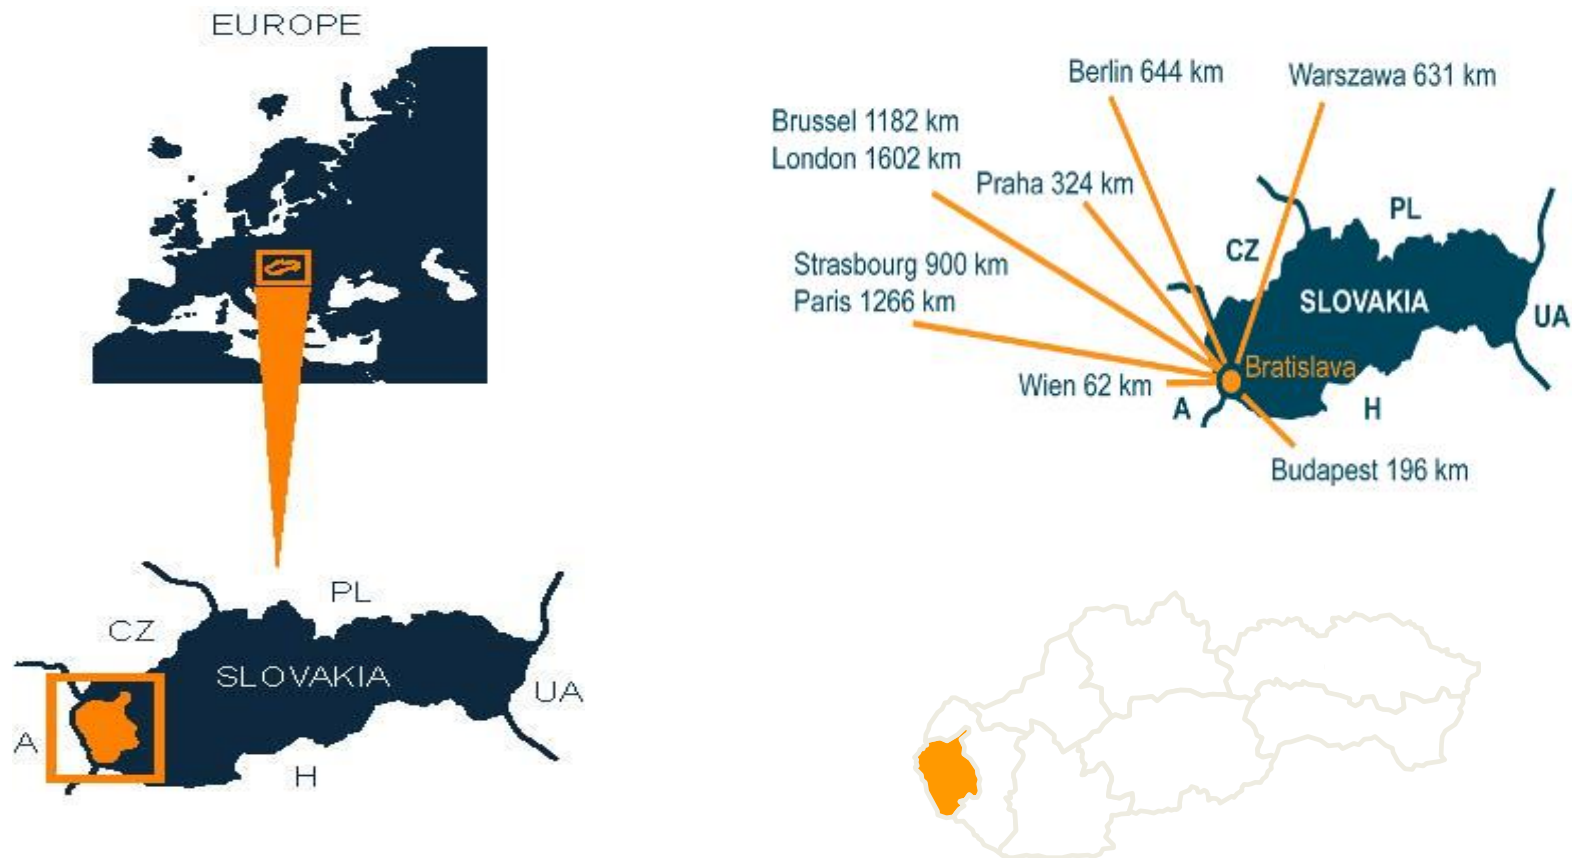 EUROPE
PL
CZ
SLOVAKIA
UA
A
H
Berlin 644 km
Warszawa 631 km
Brussel 1182 km
London 1602 km
Praha 324 km
PL
CZ
Strasbourg 900 km
Paris 1266 km
SLOVAKIA
UA
Bratislava
Wien 62 km
A
H
Budapest 196 km